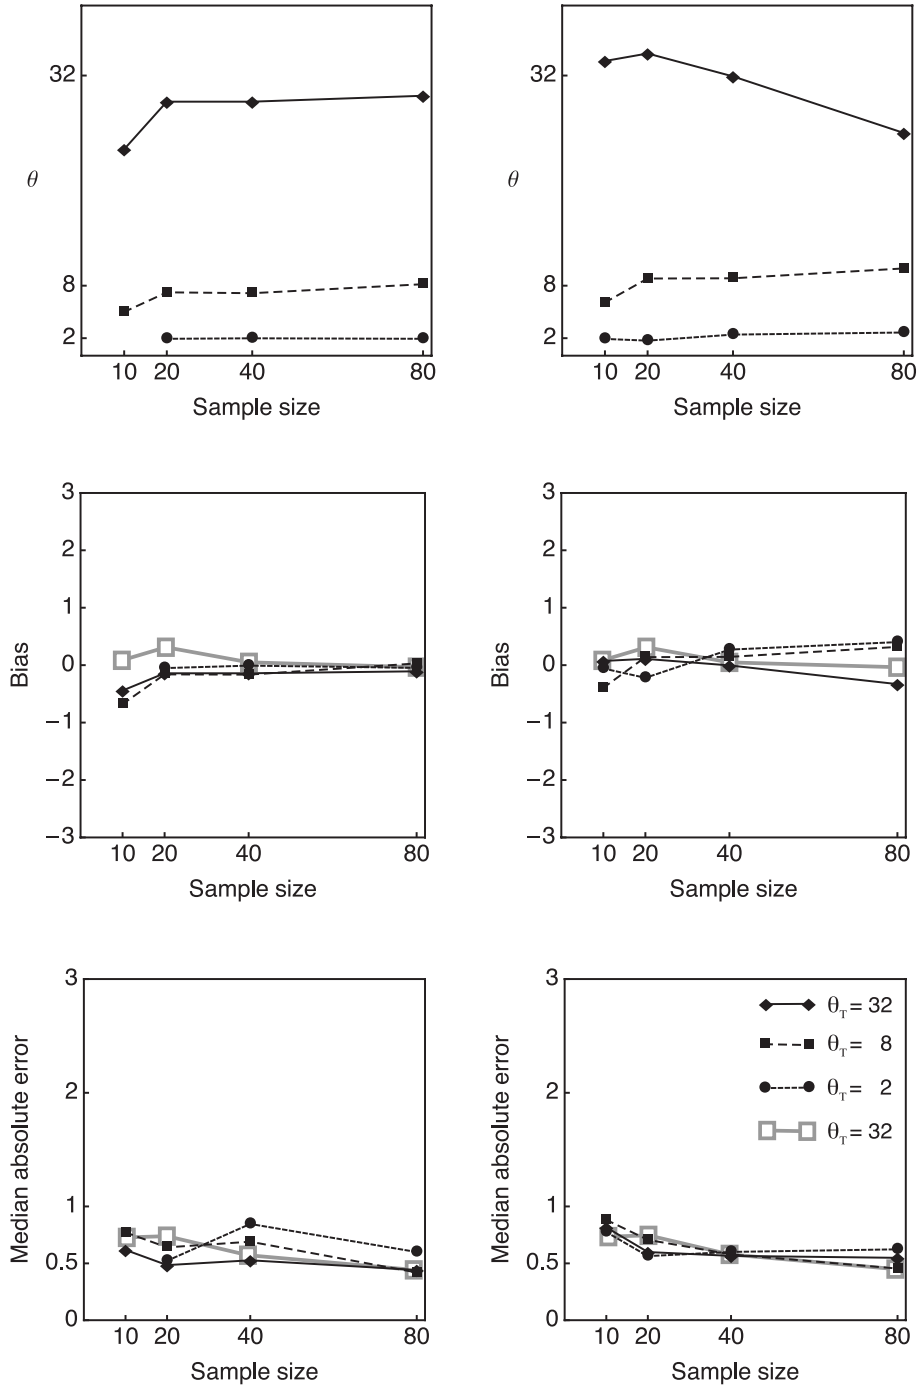 32
θ
8
2
10 20 40 80
Sample size
32
θ
8
2
10 20 40 80
Sample size
3
2
1
0
−1
−2
−3
Bias
10 20 40 80
Sample size
3
2
1
0
−1
−2
−3
Bias
10 20 40 80
Sample size
3
2
1
0.5
0
Median absolute error
10 20 40 80
Sample size
3
2
1
0.5
0
Median absolute error
θT = 32
θT = 8
θT = 2
θT = 32
10 20 40 80
Sample size